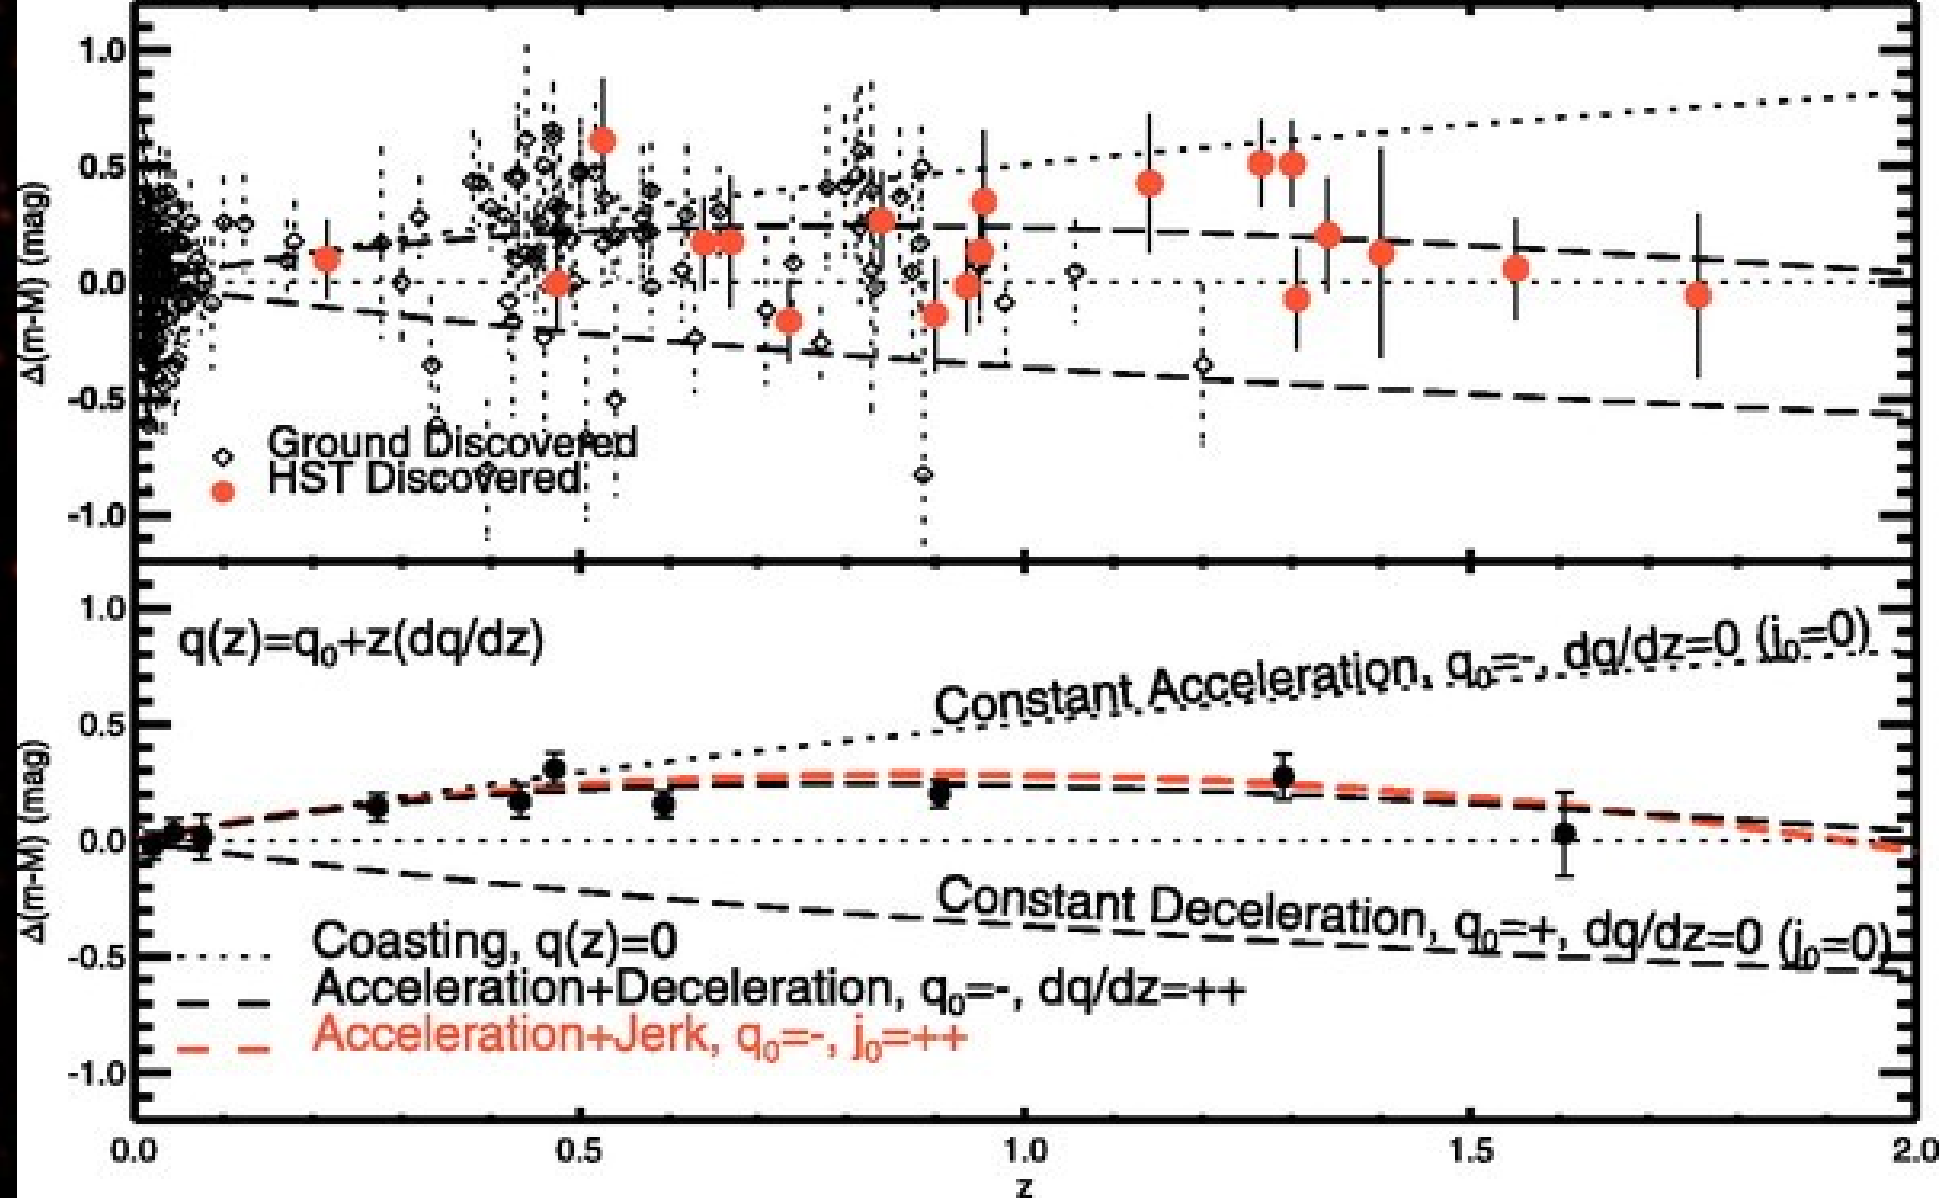 1.0
0.5
0.0
-0.5
-1.0
Δ(m-M) (mag)
Ground Discovered
HST Discovered
1.0
0.5
0.0
-0.5
-1.0
Δ(m-M) (mag)
q(z)=q₀+z(dq/dz)
Constant Acceleration, q₀=-, dq/dz=0 (j₀=0)
Constant Deceleration, q₀=+, dq/dz=0 (j₀=0)
Coasting, q(z)=0
Acceleration+Deceleration, q₀=-, dq/dz=++
Acceleration+Jerk, q₀=-, j₀=++
0.0 0.5 1.0 1.5 2.0
z